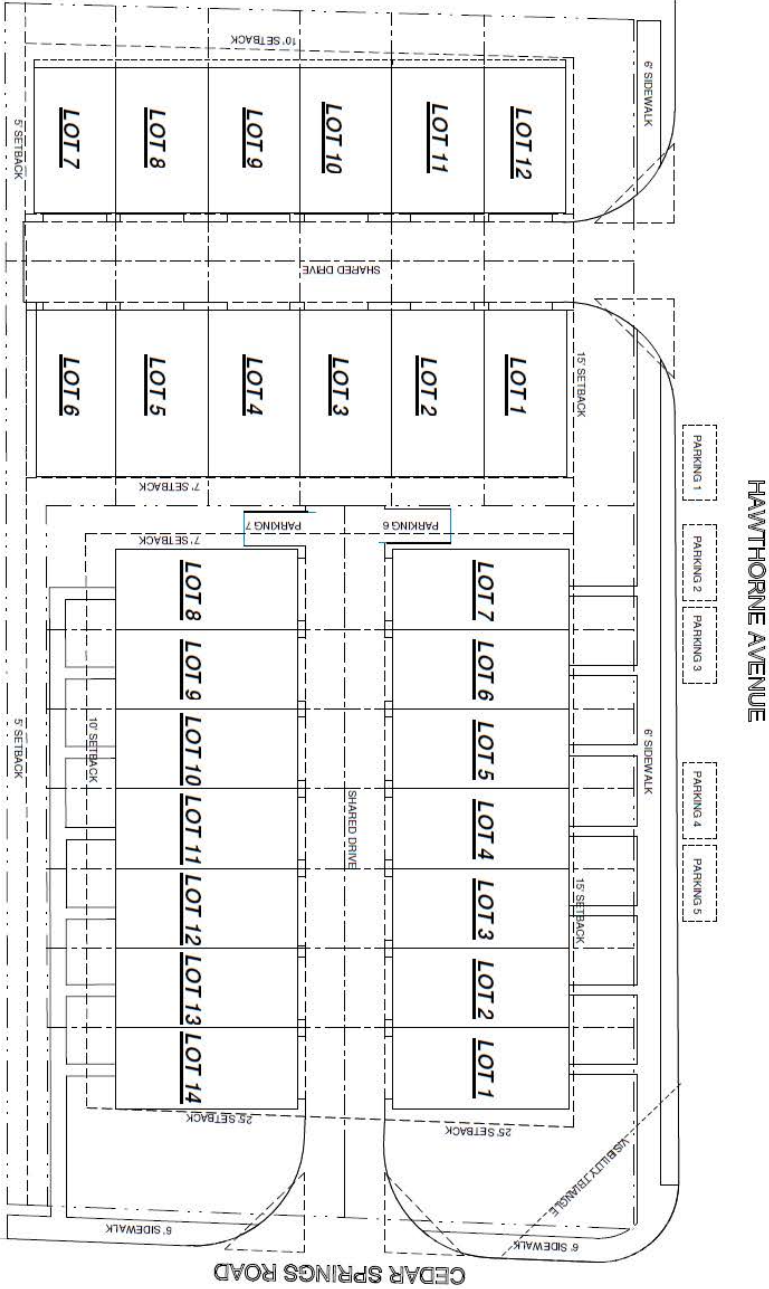 10' SETBACK
6' SIDEWALK
LOT 7
LOT 8
LOT 9
LOT 10
LOT 11
LOT 12
5' SETBACK
SHARED DRIVE
LOT 6
LOT 5
LOT 4
LOT 3
LOT 2
LOT 1
15' SETBACK
7' SETBACK
PARKING 1
PARKING 2
PARKING 3
PARKING 4
PARKING 5
HAWTHORNE AVENUE
PARKING 7
PARKING 6
7' SETBACK
LOT 8
LOT 9
LOT 10
LOT 11
LOT 12
LOT 13
LOT 14
LOT 7
LOT 6
LOT 5
LOT 4
LOT 3
LOT 2
LOT 1
5' SETBACK
10' SETBACK
SHARED DRIVE
15' SETBACK
6' SIDEWALK
25' SETBACK
25' SETBACK
VISIBILITY TRIANGLE
6' SIDEWALK
6' SIDEWALK
CEDAR SPRINGS ROAD